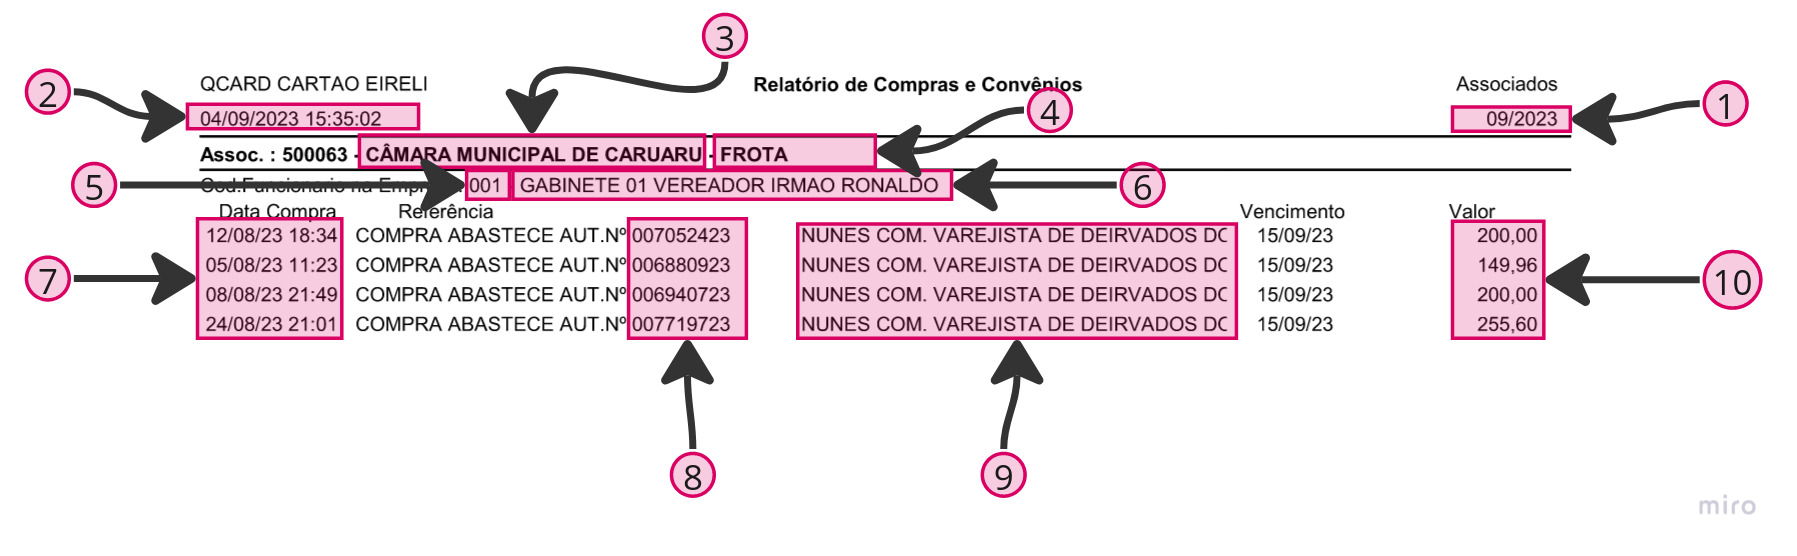 3
QCARD CARTAO EIRELI Relatório de Compras e Convênios Associados
2 04/09/2023 15:35:02 4 09/2023 1
Assoc. : 500063 - CÂMARA MUNICIPAL DE CARUARU - FROTA
5 Cod.Funcionario na Empr 001 GABINETE 01 VEREADOR IRMAO RONALDO 6
Data Compra Referência Vencimento Valor
12/08/23 18:34 COMPRA ABASTECE AUT.Nº 007052423 NUNES COM. VAREJISTA DE DEIRVADOS DC 15/09/23 200,00
05/08/23 11:23 COMPRA ABASTECE AUT.Nº 006880923 NUNES COM. VAREJISTA DE DEIRVADOS DC 15/09/23 149,96
7 10
08/08/23 21:49 COMPRA ABASTECE AUT.Nº 006940723 NUNES COM. VAREJISTA DE DEIRVADOS DC 15/09/23 200,00
24/08/23 21:01 COMPRA ABASTECE AUT.Nº 007719723 NUNES COM. VAREJISTA DE DEIRVADOS DC 15/09/23 255,60
8 9
miro